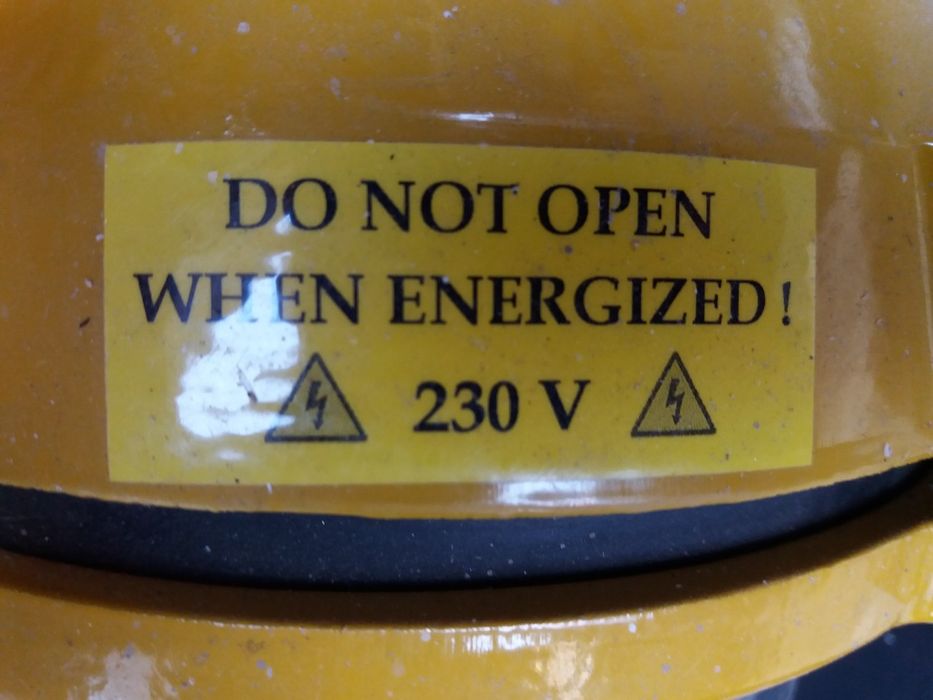 DO NOT OPEN
WHEN ENERGIZED!
230 V